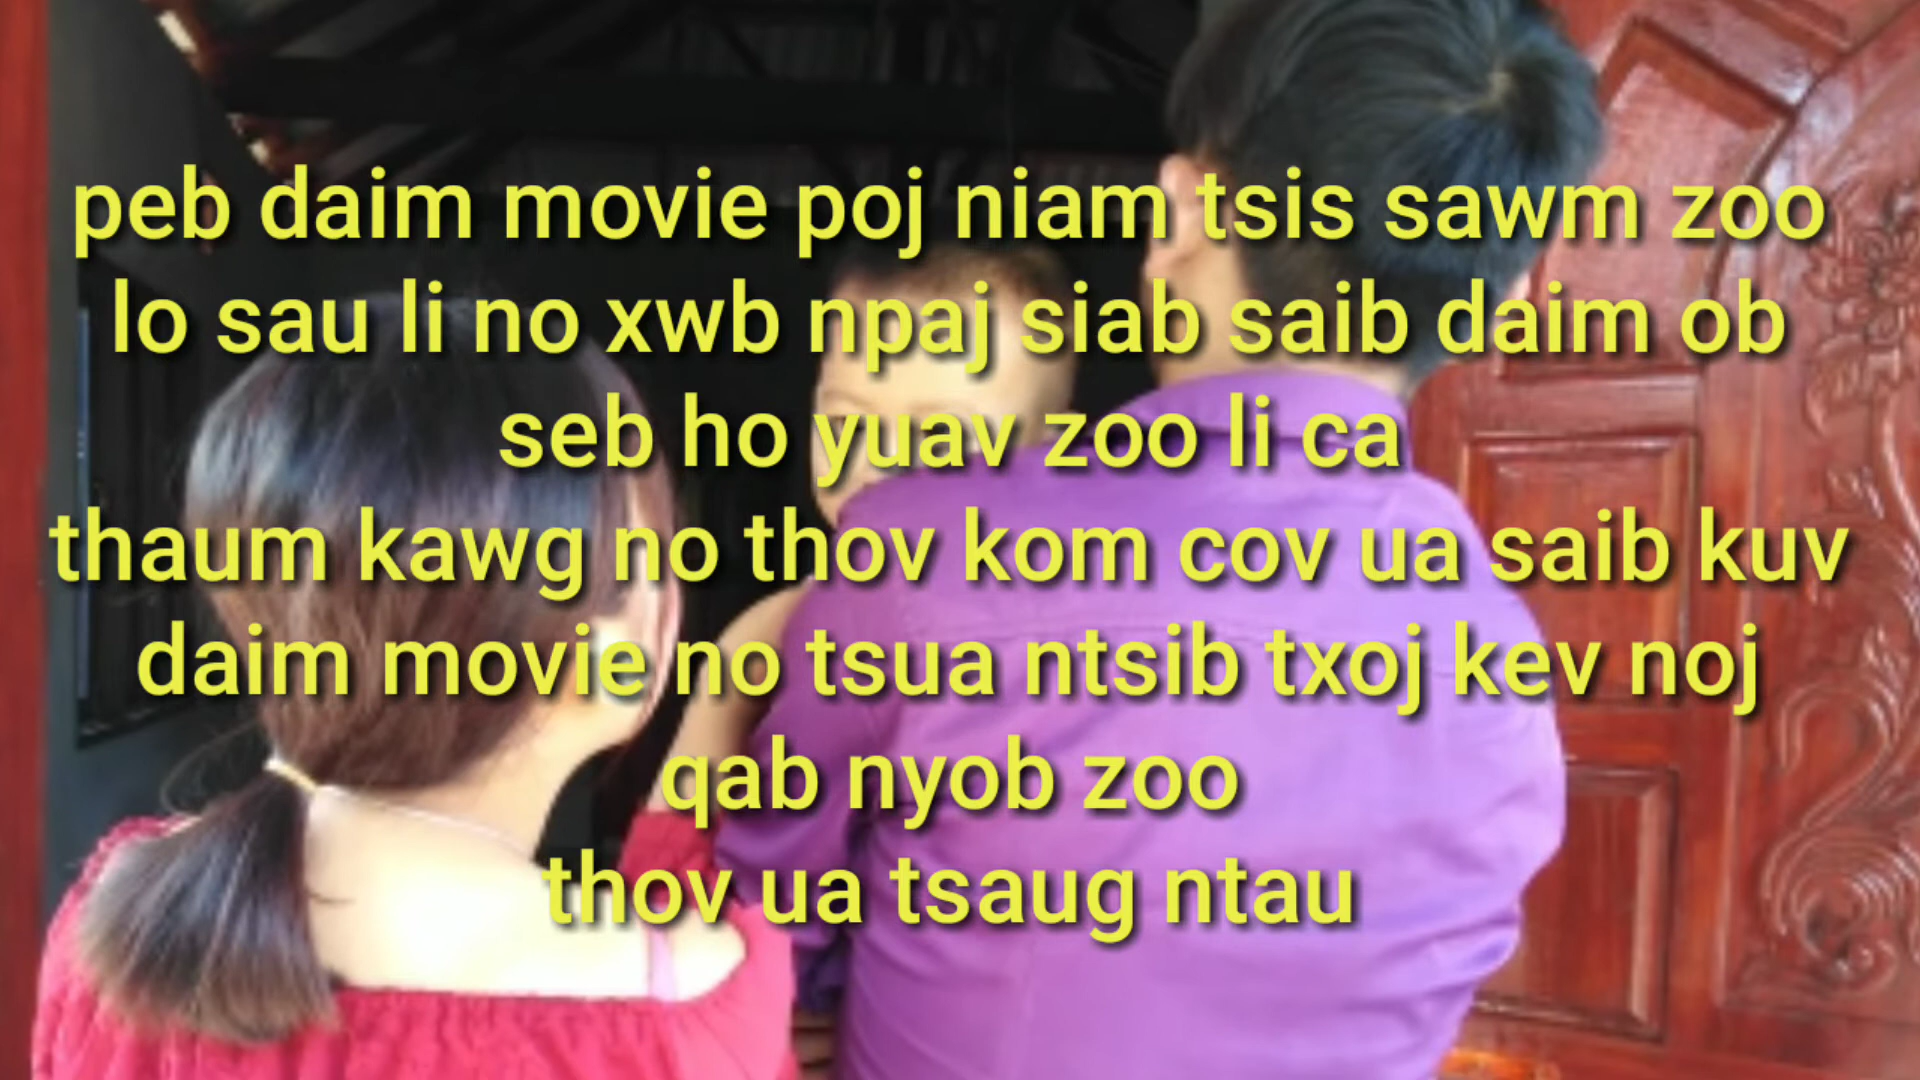 peb daim movie poj niam tsis sawm zoo
lo sau li no xwb npaj siab saib daim ob
seb ho yuav zoo li ca
thaum kawg no thov kom cov ua saib kuv
daim movie no tsua ntsib txoj kev noj
qab nyob zoo
thov ua tsaug ntau